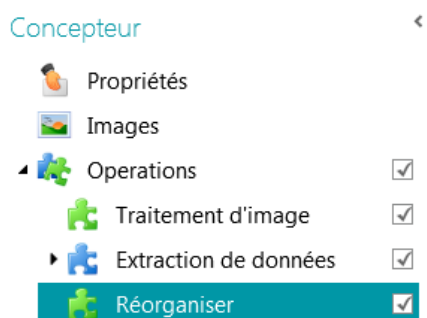 Concepteur
Propriétés
Images
Operations
Traitement d'image
Extraction de données
Réorganiser